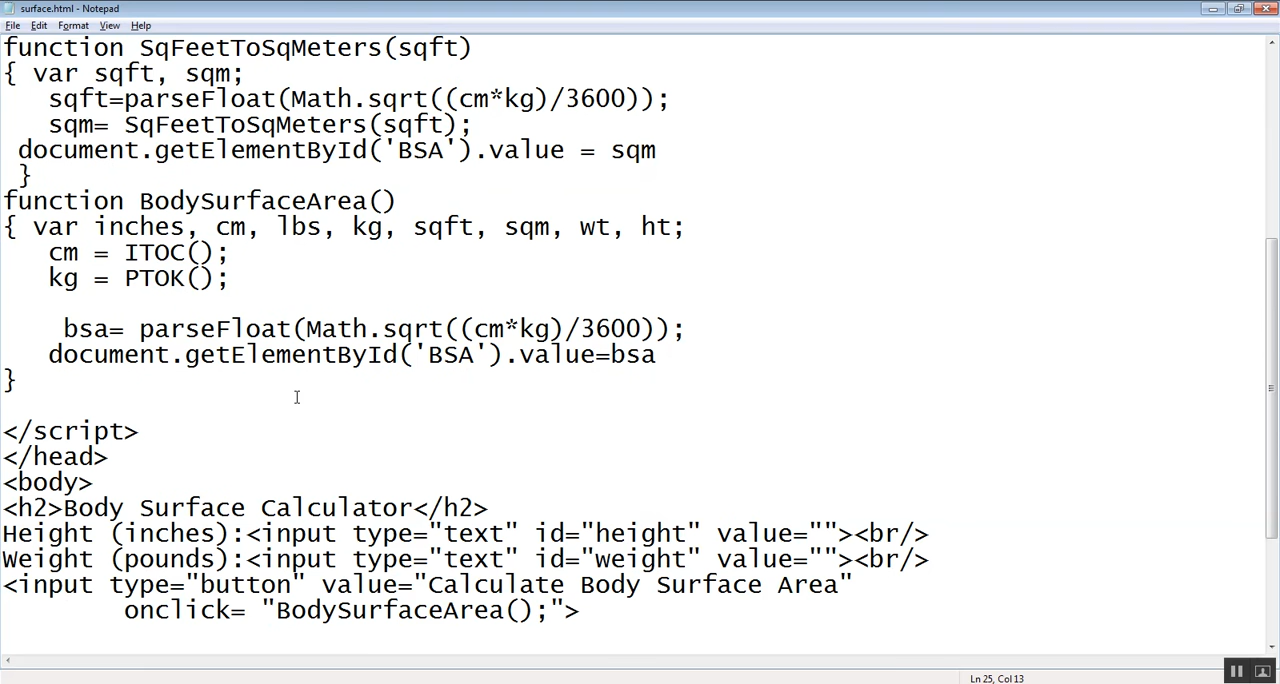 surface.html - Notepad
File Edit Format View Help
function SqFeetToSqMeters(sqft)
{ var sqft, sqm;
   sqft=parseFloat(Math.sqrt((cm*kg)/3600));
   sqm= SqFeetToSqMeters(sqft);
 document.getElementById('BSA').value = sqm
 }
function BodySurfaceArea()
{ var inches, cm, lbs, kg, sqft, sqm, wt, ht;
   cm = ITOC();
   kg = PTOK();
    bsa= parseFloat(Math.sqrt((cm*kg)/3600));
   document.getElementById('BSA').value=bsa
}
</script>
</head>
<body>
<h2>Body Surface Calculator</h2>
Height (inches):<input type="text" id="height" value=""><br/>
Weight (pounds):<input type="text" id="weight" value=""><br/>
<input type="button" value="Calculate Body Surface Area"
        onclick= "BodySurfaceArea();">
Ln 25, Col 13